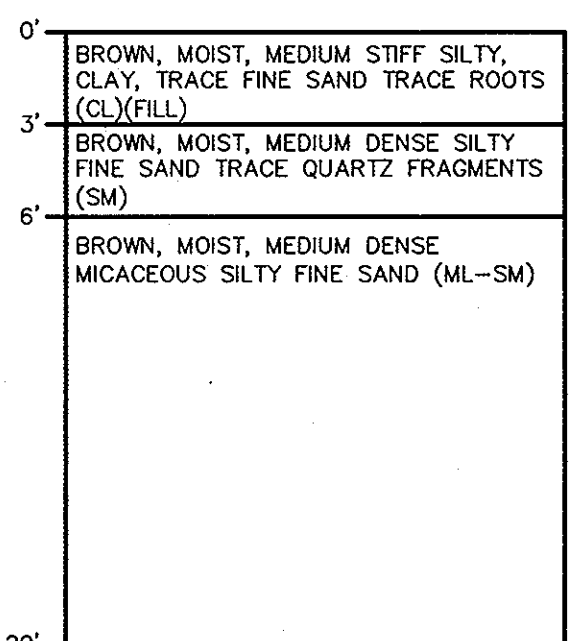 0'
BROWN, MOIST, MEDIUM STIFF SILTY,
CLAY, TRACE FINE SAND TRACE ROOTS
(CL)(FILL)
3'
BROWN, MOIST, MEDIUM DENSE SILTY
FINE SAND TRACE QUARTZ FRAGMENTS
(SM)
6'
BROWN, MOIST, MEDIUM DENSE
MICACEOUS SILTY FINE SAND (ML-SM)